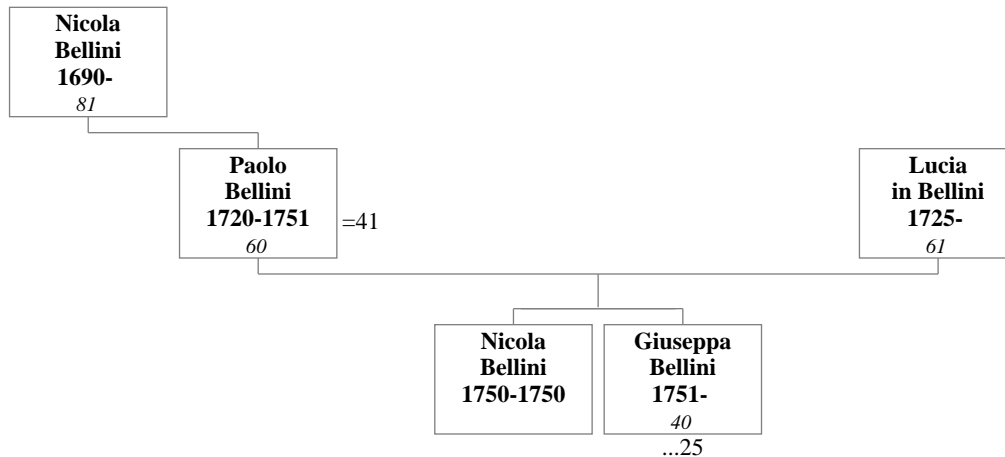 Nicola
Bellini
1690-
81
Paolo
Bellini
1720-1751
60
=41
Lucia
in Bellini
1725-
61
Nicola
Bellini
1750-1750
Giuseppa
Bellini
1751-
40
...25